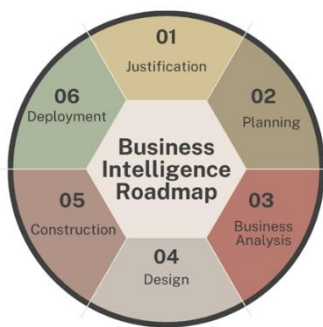 01
Justification
02
Planning
03
Business
Analysis
04
Design
05
Construction
06
Deployment
Business
Intelligence
Roadmap